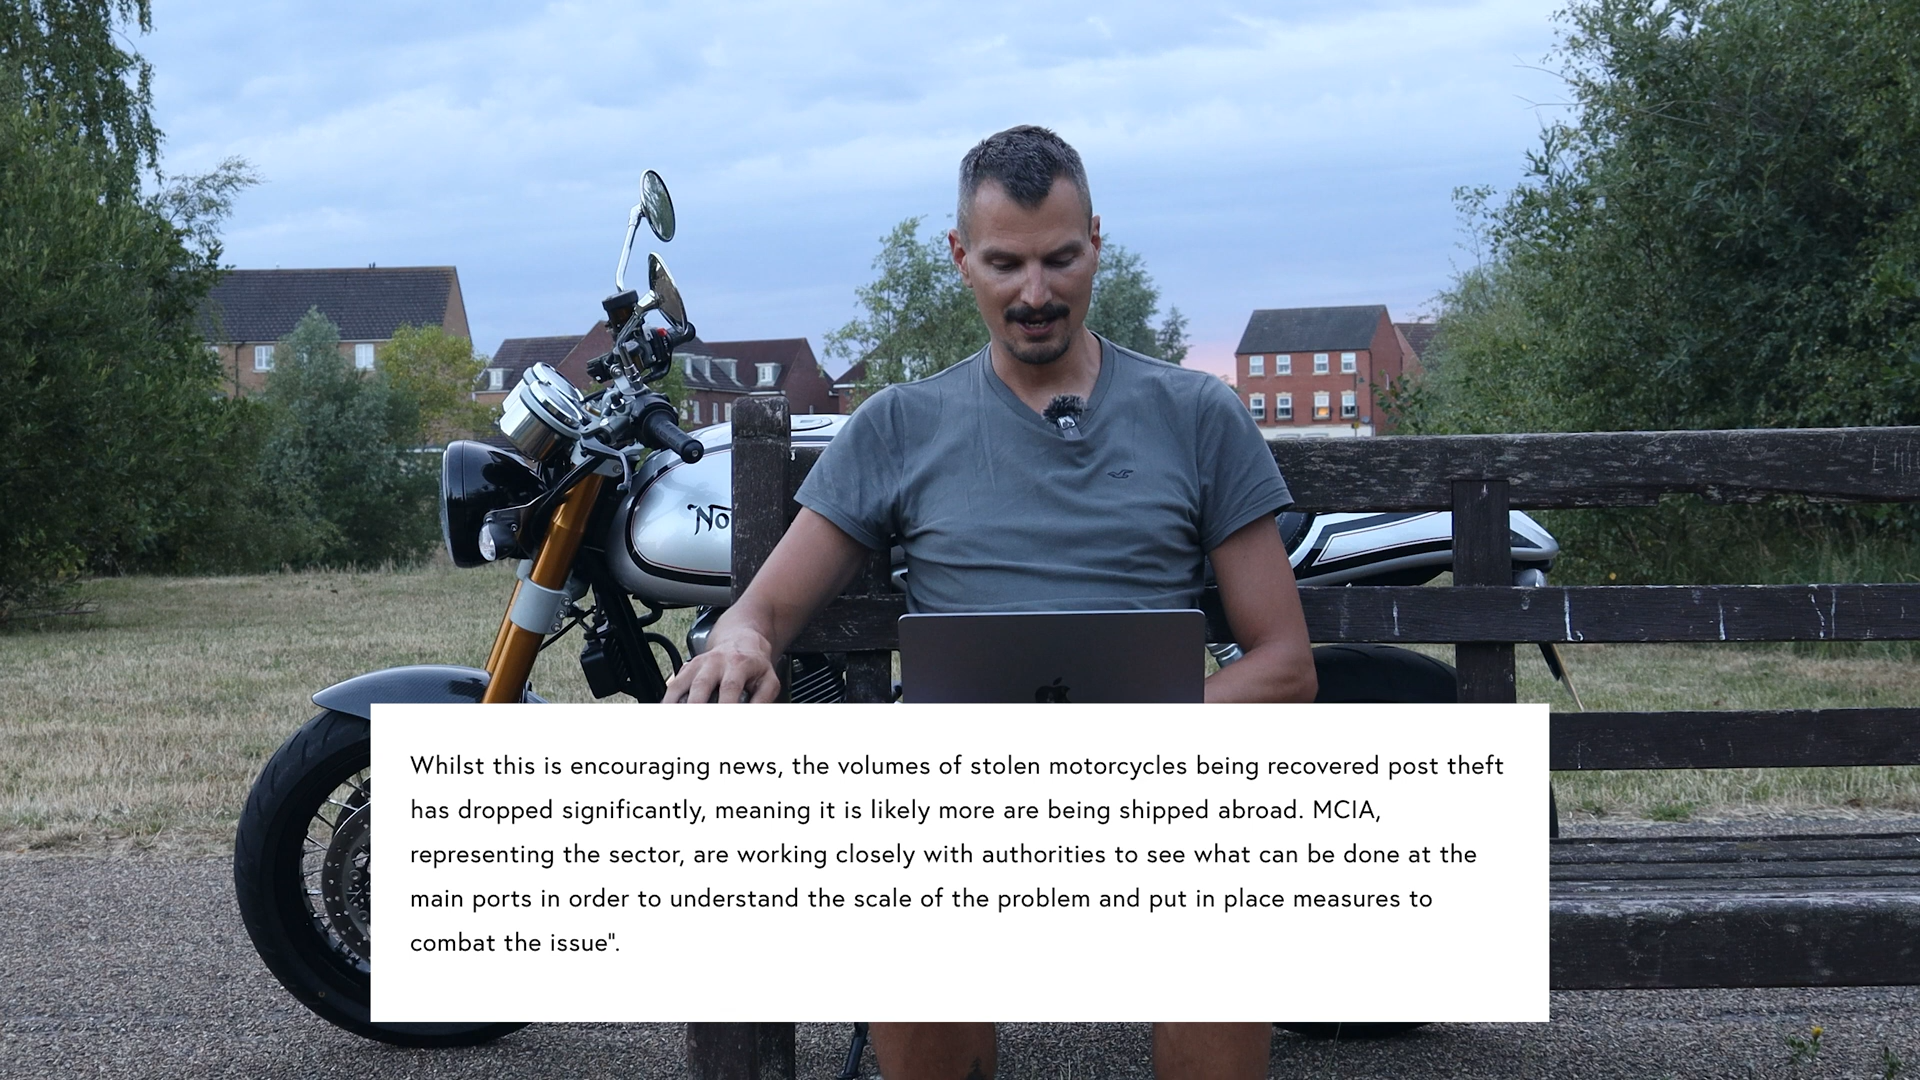 No
Whilst this is encouraging news, the volumes of stolen motorcycles being recovered post theft
has dropped significantly, meaning it is likely more are being shipped abroad. MCIA,
representing the sector, are working closely with authorities to see what can be done at the
main ports in order to understand the scale of the problem and put in place measures to
combat the issue".